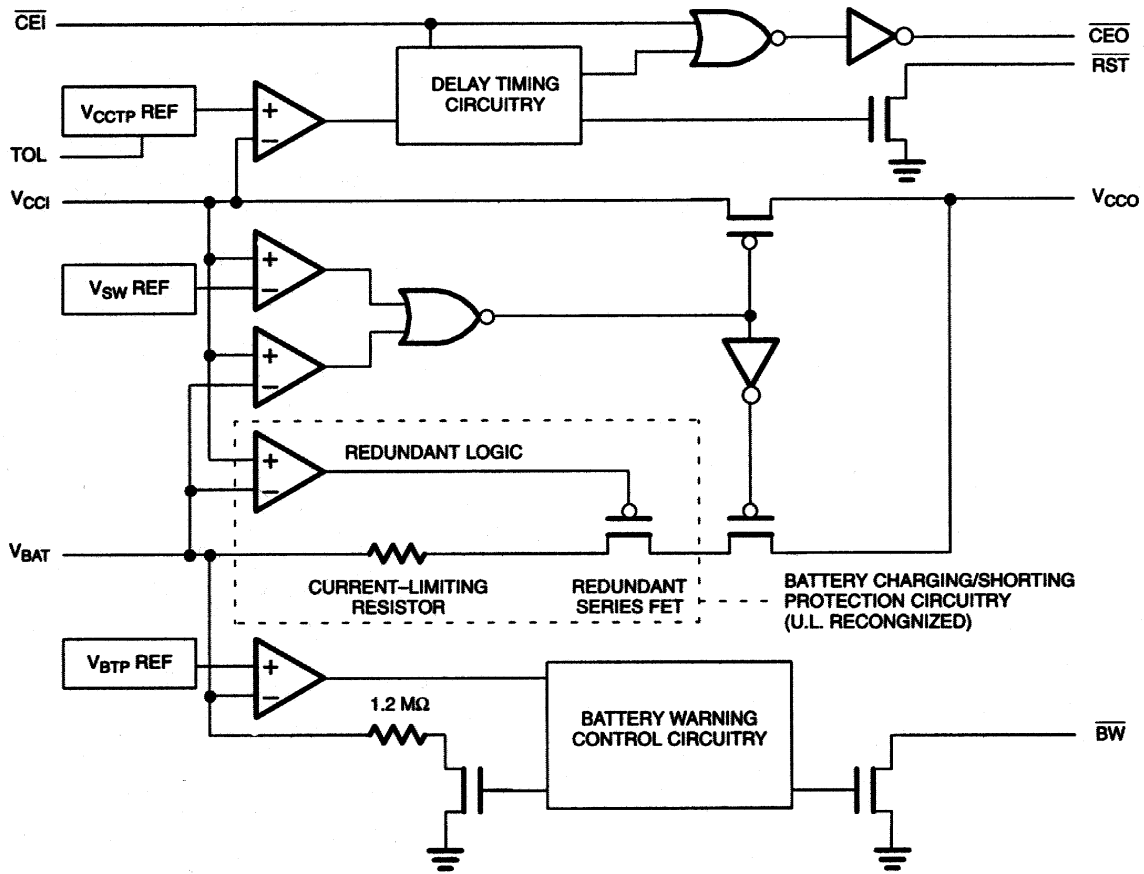 CEI
CEO
RST
DELAY TIMING
CIRCUITRY
VCCTP REF
+
−
TOL
VCCI
VCCO
+
−
VSW REF
+
−
+
−
REDUNDANT LOGIC
VBAT
CURRENT–LIMITING
RESISTOR
REDUNDANT
SERIES FET
BATTERY CHARGING/SHORTING
PROTECTION CIRCUITRY
(U.L. RECONGNIZED)
VBTP REF
+
−
1.2 MΩ
BATTERY WARNING
CONTROL CIRCUITRY
BW